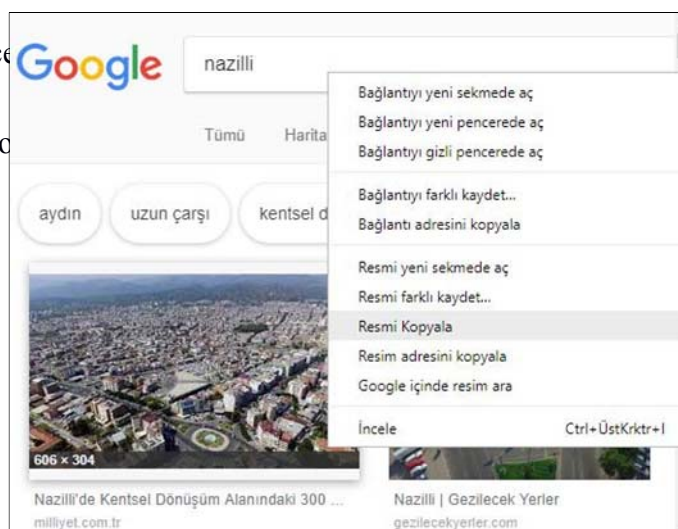 Google
nazilli
Tümü Harita
aydın uzun çarşı kentsel d
Bağlantıyı yeni sekmede aç
Bağlantıyı yeni pencerede aç
Bağlantıyı gizli pencerede aç
Bağlantıyı farklı kaydet...
Bağlantı adresini kopyala
Resmi yeni sekmede aç
Resmi farklı kaydet...
Resmi Kopyala
Resim adresini kopyala
Google içinde resim ara
İncele Ctrl+ÜstKrktr+I
606 × 304
Nazilli'de Kentsel Dönüşüm Alanındaki 300 ...
milliyet.com.tr
Nazilli | Gezilecek Yerler
gezilecekyerler.com